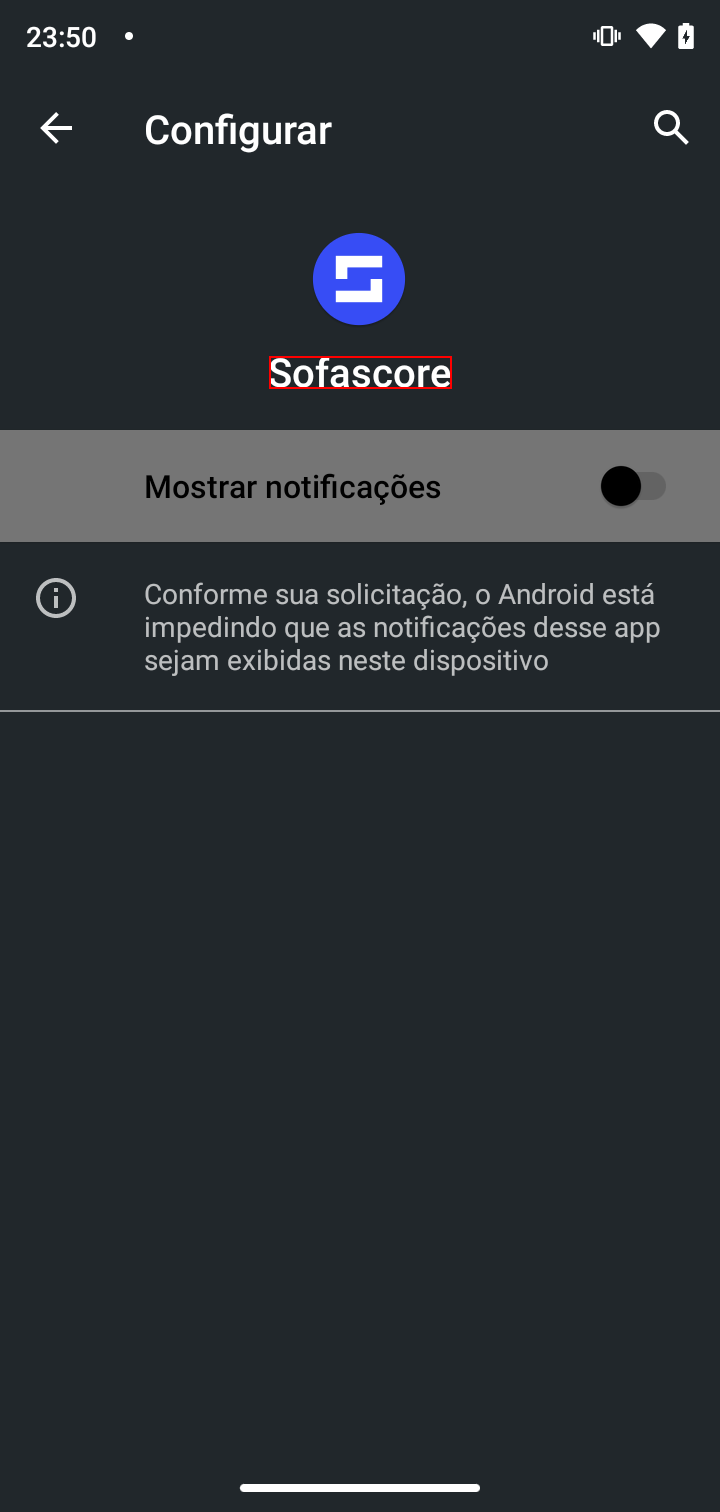 23:50
Configurar
Sofascore
Mostrar notificações
Conforme sua solicitação, o Android está
impedindo que as notificações desse app
sejam exibidas neste dispositivo